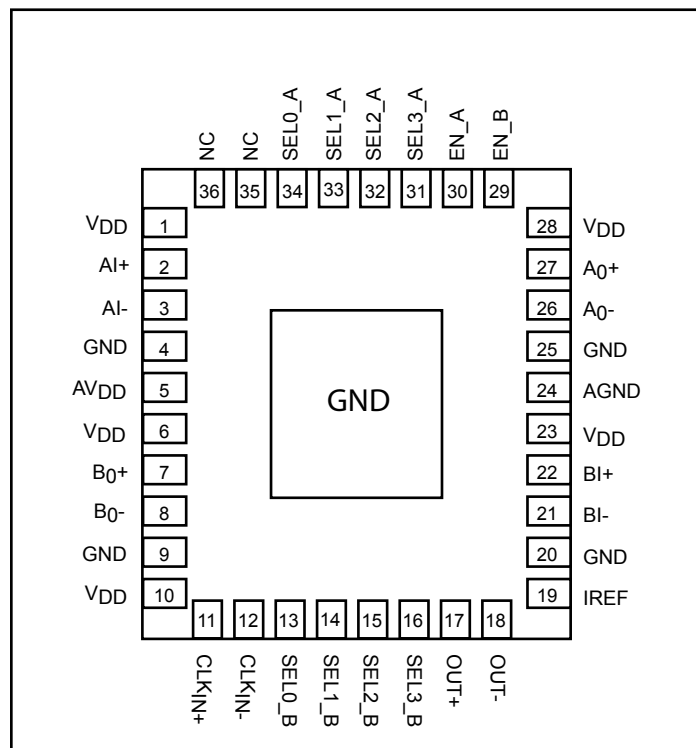 NC
NC
SEL0_A
SEL1_A
SEL2_A
SEL3_A
EN_A
EN_B
36 35 34 33 32 31 30 29
VDD 1
AI+ 2
AI- 3
GND 4
AVDD 5
VDD 6
B0+ 7
B0- 8
GND 9
VDD 10
GND
28 VDD
27 A0+
26 A0-
25 GND
24 AGND
23 VDD
22 BI+
21 BI-
20 GND
19 IREF
11 12 13 14 15 16 17 18
CLKIN+
CLKIN-
SEL0_B
SEL1_B
SEL2_B
SEL3_B
OUT+
OUT-